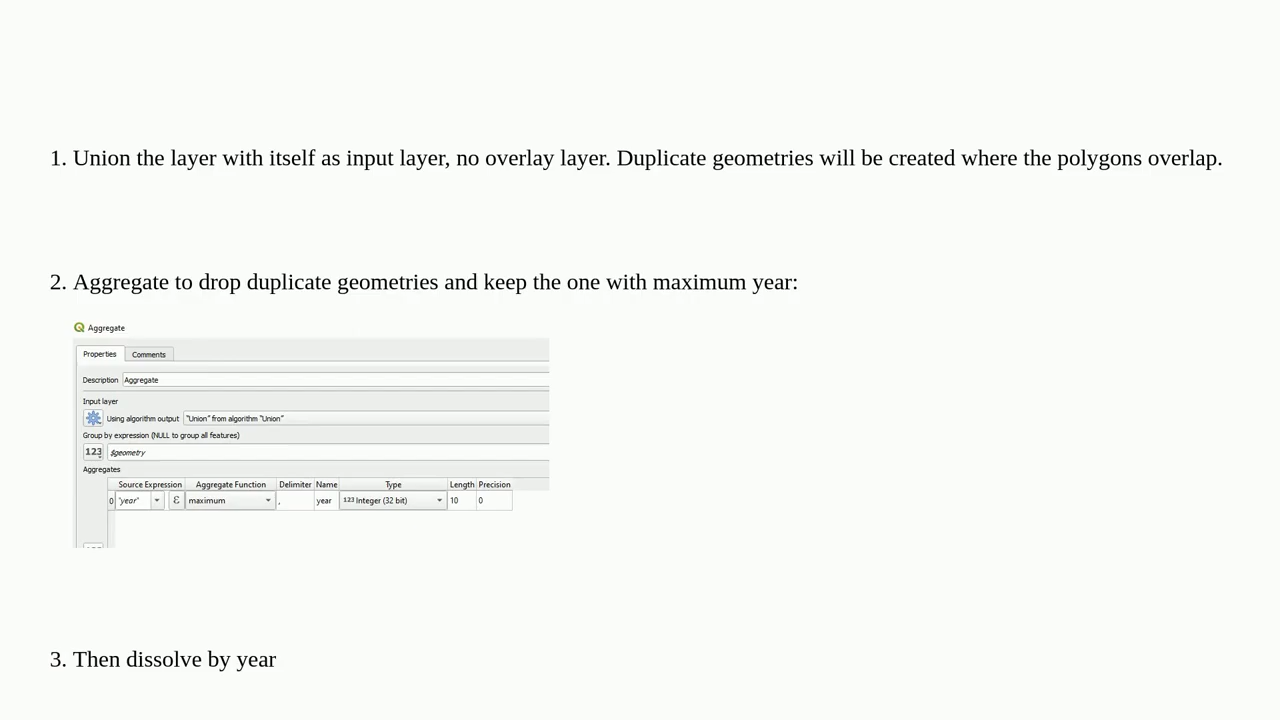 1. Union the layer with itself as input layer, no overlay layer. Duplicate geometries will be created where the polygons overlap.
2. Aggregate to drop duplicate geometries and keep the one with maximum year:
Aggregate
Properties Comments
Description Aggregate
Input layer
Using algorithm output "Union" from algorithm "Union"
Group by expression (NULL to group all features)
123 $geometry
Aggregates
Source Expression Aggregate Function Delimiter Name Type Length Precision
0 "year" ε maximum , year 123 Integer (32 bit) 10 0
3. Then dissolve by year